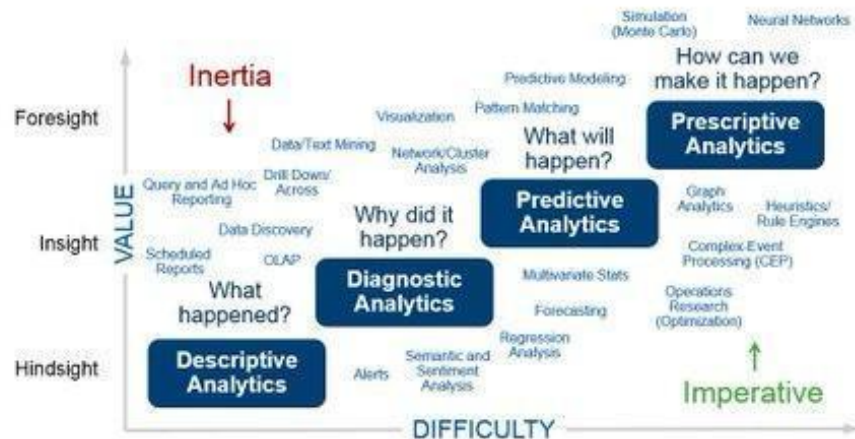 Simulation
(Monte Carlo)
Neural Networks
How can we
make it happen?
Inertia
Predictive Modeling
Foresight
Visualization
Pattern Matching
Prescriptive
Analytics
Data/Text Mining
Network/Cluster
Analysis
What will
happen?
Query and Ad Hoc
Reporting
Drill Down/
Across
Predictive
Analytics
Graph
Analytics
Heuristics/
Rule Engines
VALUE
Why did it
happen?
Data Discovery
Insight
Scheduled
Reports
OLAP
Complex-Event
Processing (CEP)
What
happened?
Diagnostic
Analytics
Multivariate Stats
Operations
Research
(Optimization)
Forecasting
Regression
Analysis
Hindsight
Descriptive
Analytics
Alerts
Semantic and
Sentiment
Analysis
Imperative
DIFFICULTY